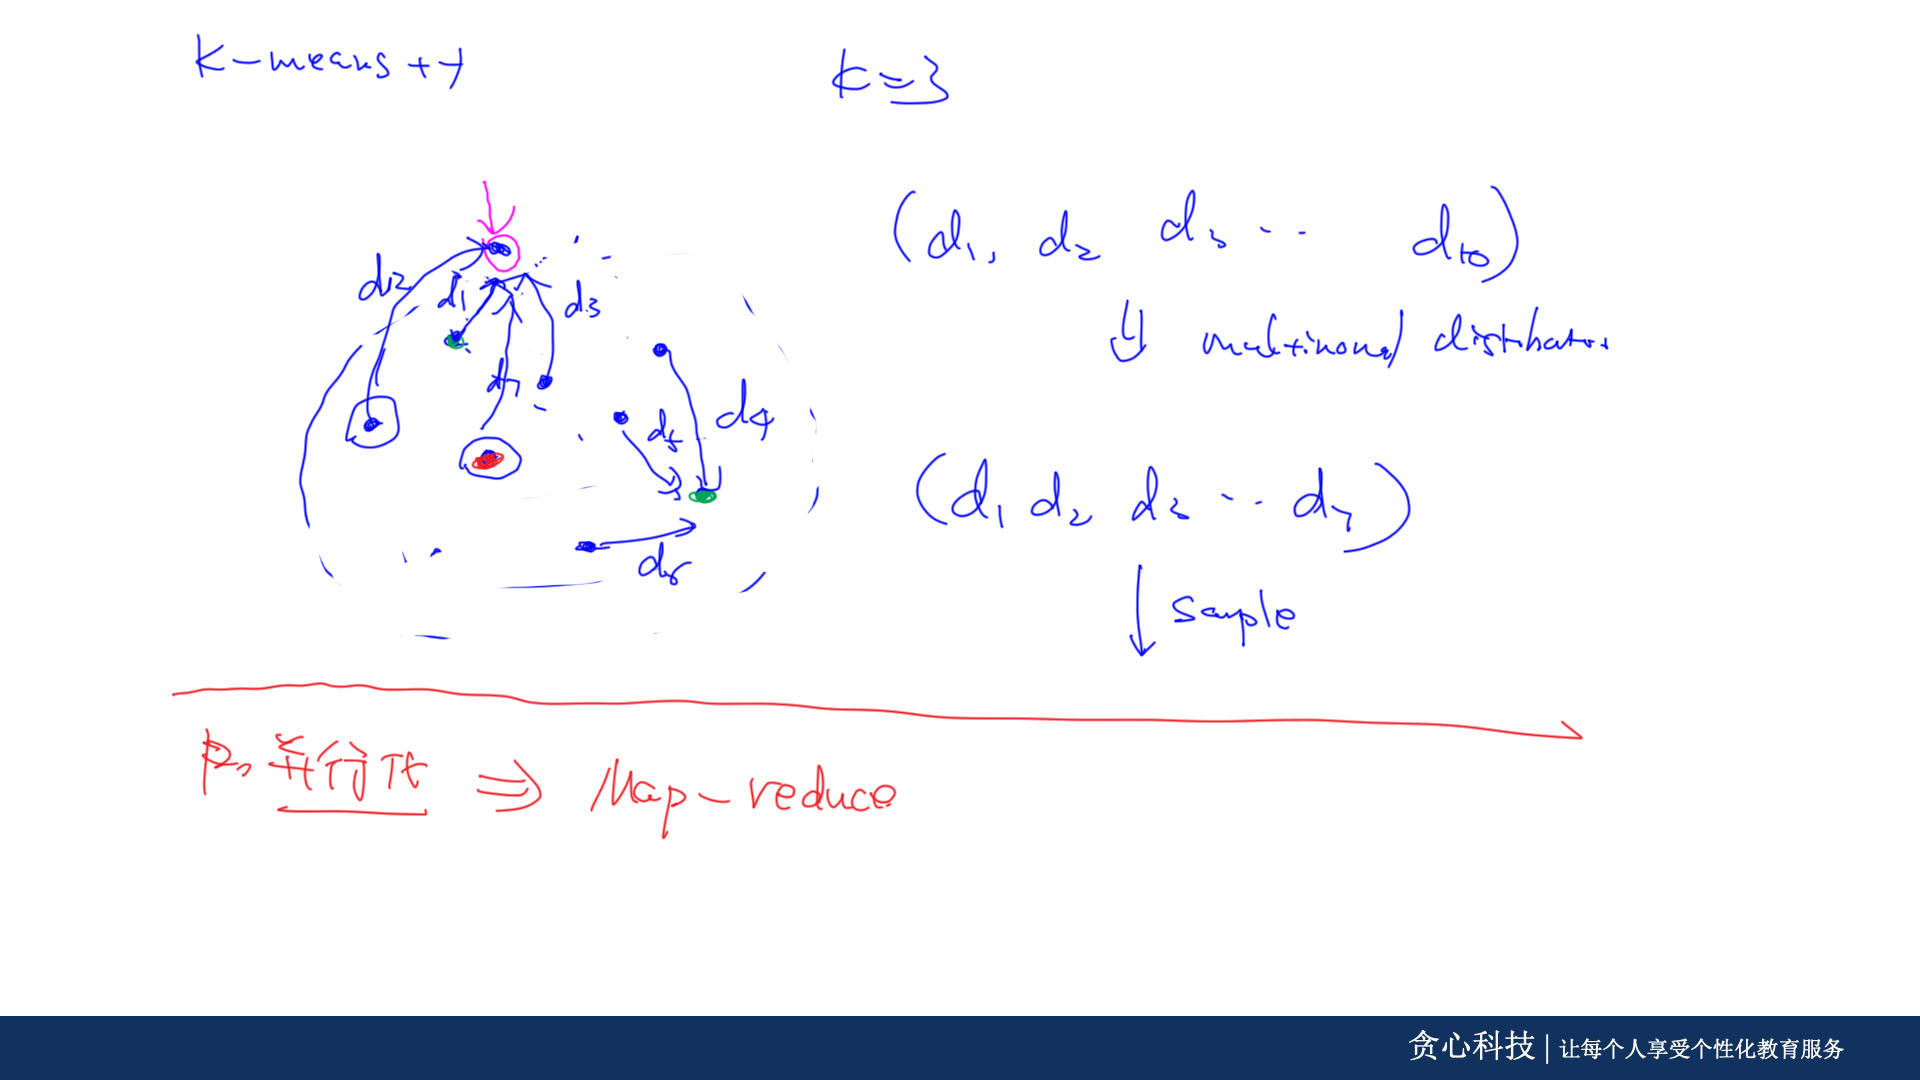 K-means++
K=3
(d1, d2 d3 ... d10)
multinomial distribution
d2
d1
d3
d7
d5
d4
d6
(d1 d2 d3 ... d7)
sample
并行化 ⇒ Map-reduce
贪心科技 | 让每个人享受个性化教育服务